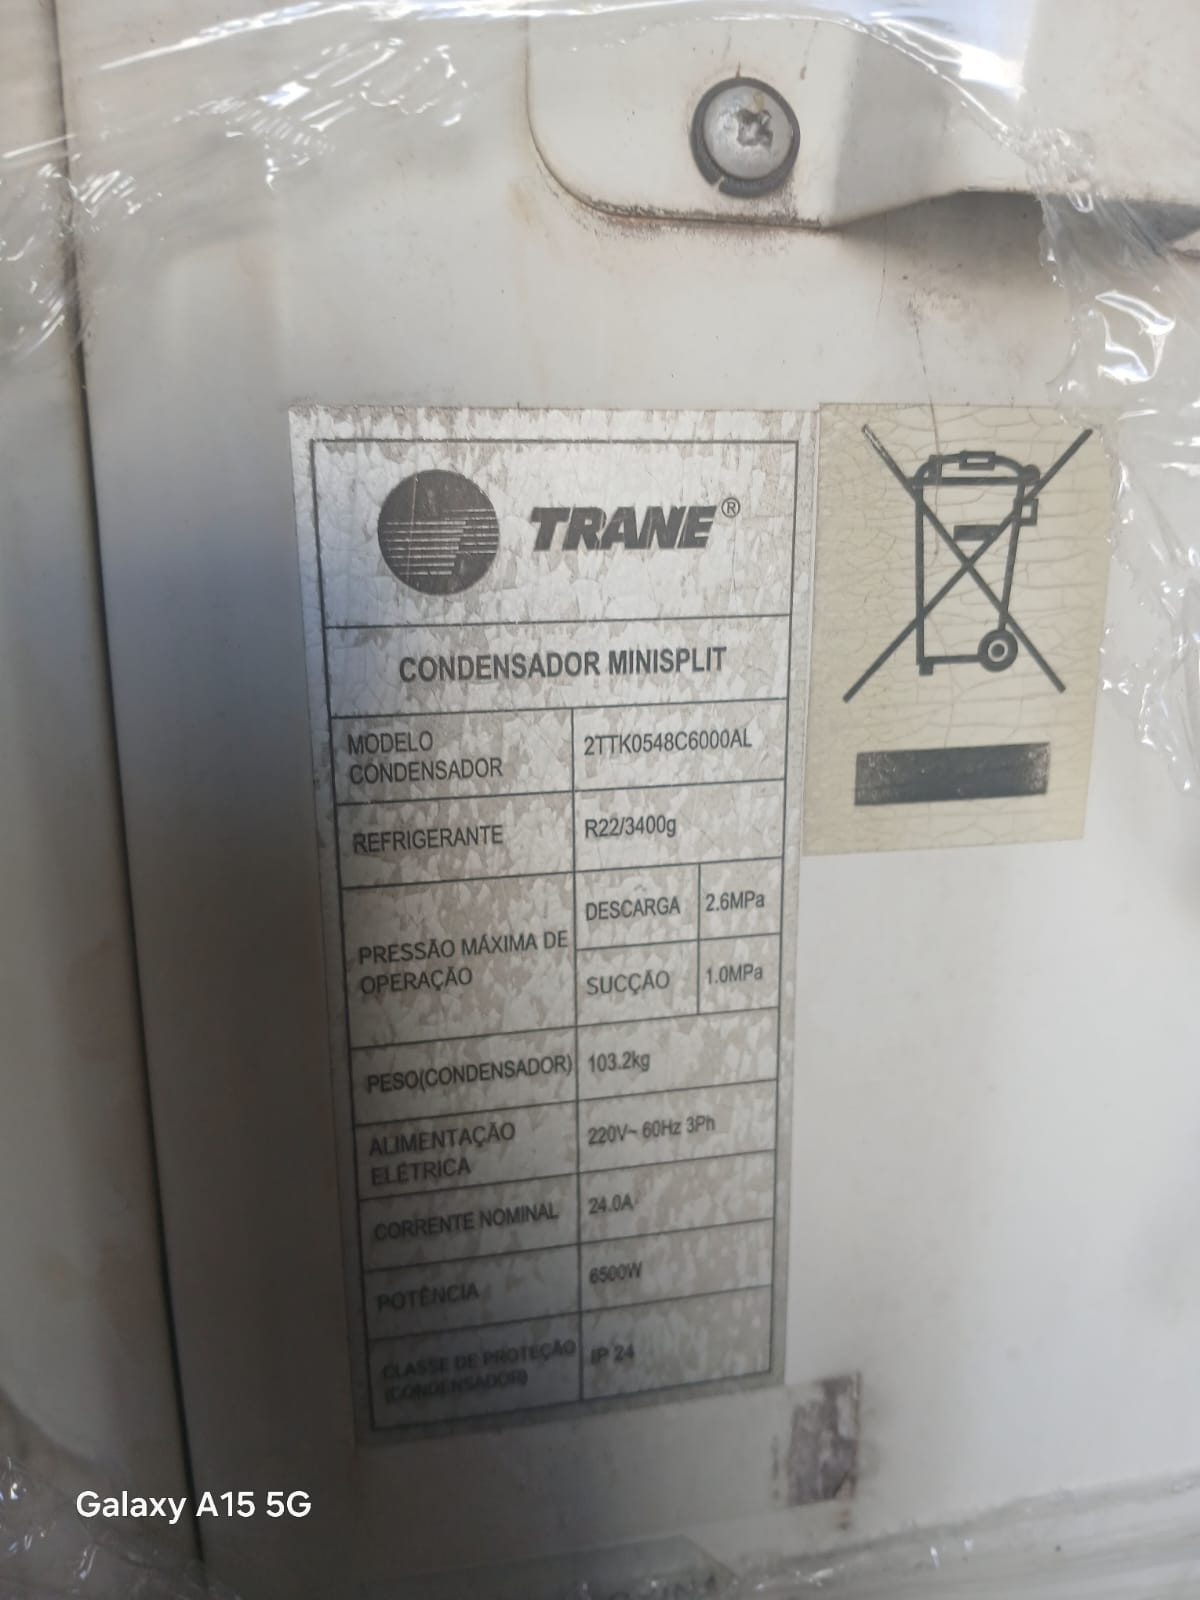 TRANE®
CONDENSADOR MINISPLIT
MODELO
CONDENSADOR
2TTK0548C6000AL
REFRIGERANTE
R22/3400g
PRESSÃO MÁXIMA DE
OPERAÇÃO
DESCARGA
2.6MPa
SUCÇÃO
1.0MPa
PESO(CONDENSADOR)
103.2kg
ALIMENTAÇÃO
ELÉTRICA
220V~ 60Hz 3Ph
CORRENTE NOMINAL
24.0A
POTÊNCIA
6500W
CLASSE DE PROTEÇÃO
(CONDENSADOR)
IP 24
Galaxy A15 5G